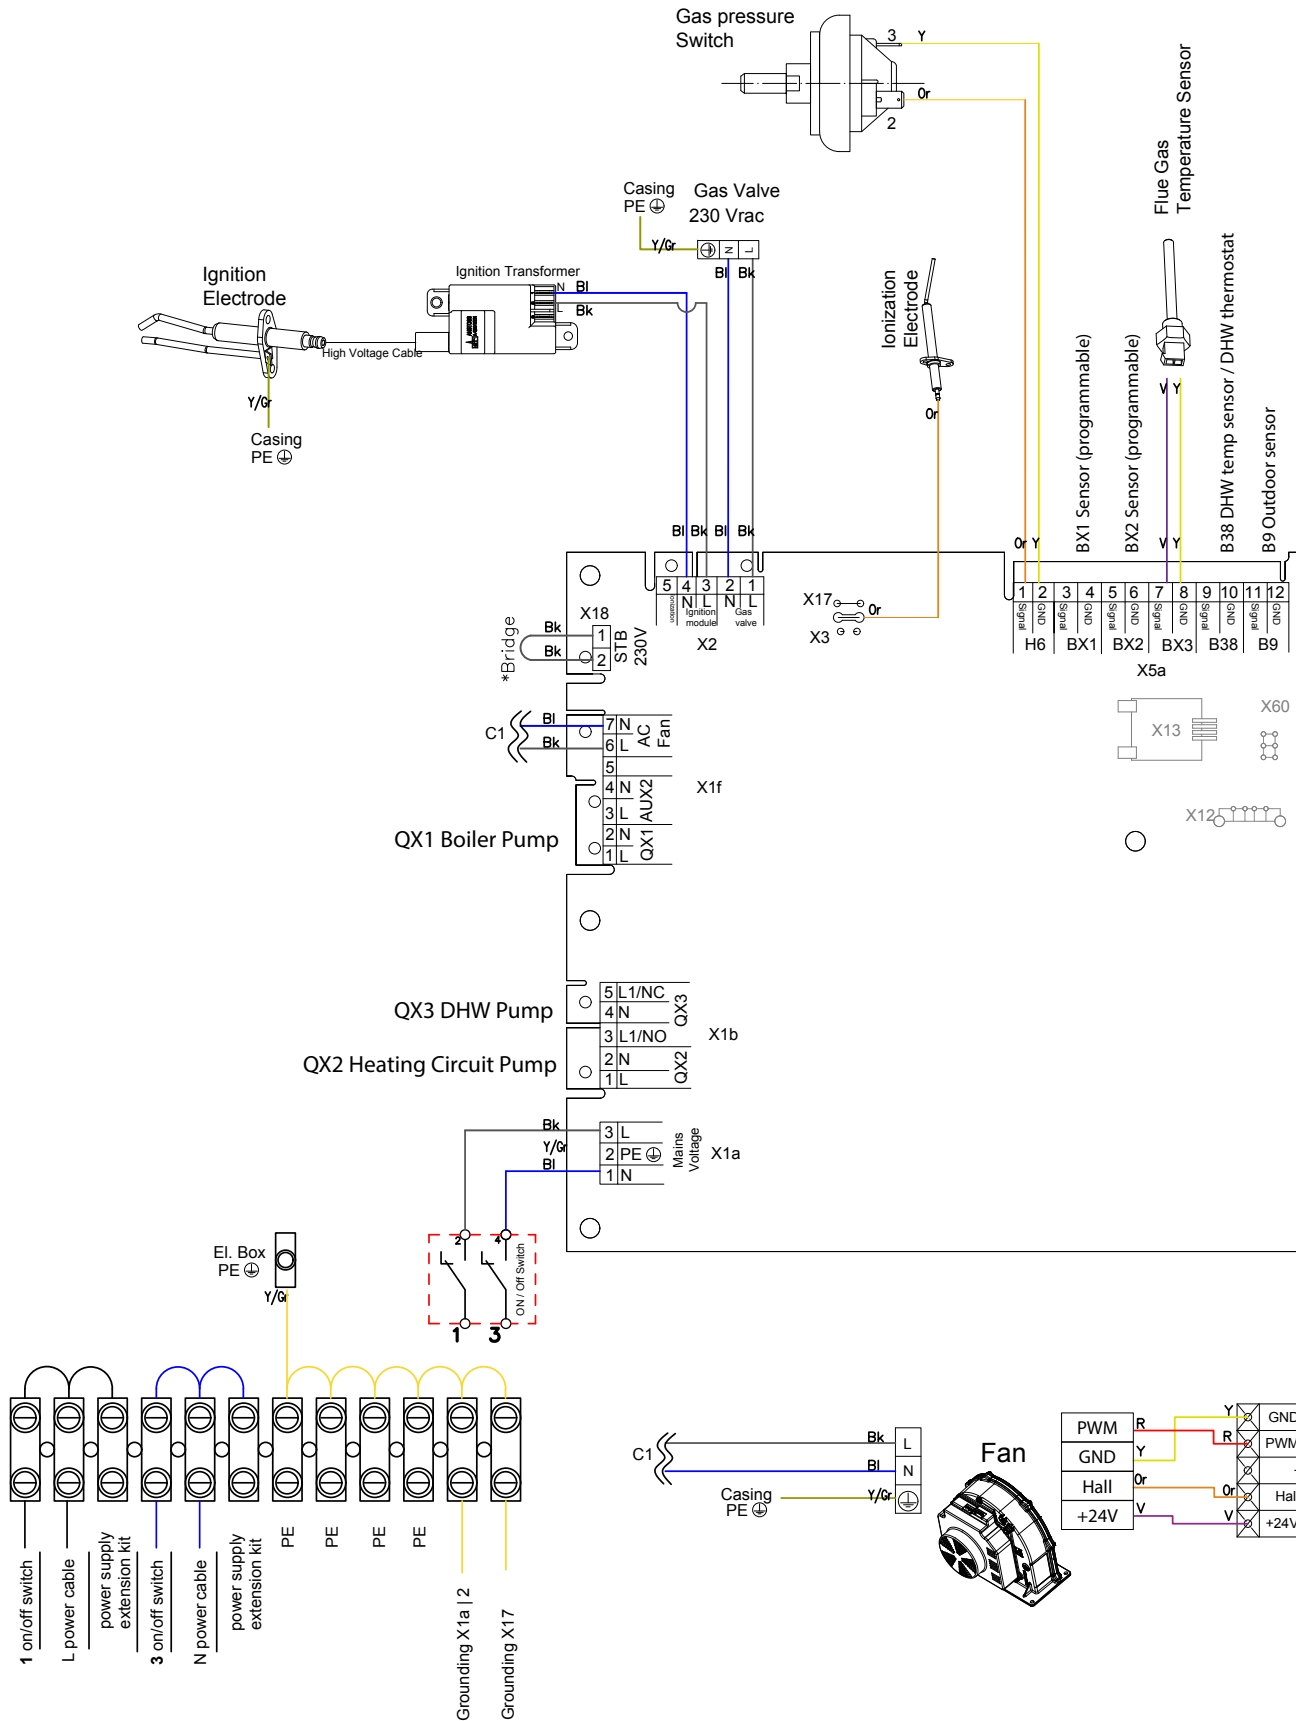 Gas pressure
Switch
3
Y
Or
2
Flue Gas
Temperature Sensor
Casing
PE
Gas Valve
230 Vrac
Y/Gr
N
L
Bl
Bk
Ignition
Electrode
Ignition Transformer
N
Bl
L
Bk
High Voltage Cable
Y/Gr
Casing
PE
Ionization
Electrode
Or
V
Y
BX1 Sensor (programmable)
BX2 Sensor (programmable)
B38 DHW temp sensor / DHW thermostat
B9 Outdoor sensor
Bl
Bk
Bl
Bk
Or
Y
V
Y
5
4
3
2
1
ionization
N
L
N
L
Ignition
module
Gas
valve
X2
X17
Or
X3
1
2
3
4
5
6
7
8
9
10
11
12
Signal
GND
Signal
GND
Signal
GND
Signal
GND
Signal
GND
Signal
GND
H6
BX1
BX2
BX3
B38
B9
X5a
X18
*Bridge
Bk
Bk
1
2
STB
230V
X13
X60
X12
C1
Bl
Bk
7 N
6 L
5
4 N
3 L
2 N
1 L
AC
Fan
AUX2
QX1
X1f
QX1 Boiler Pump
QX3 DHW Pump
QX2 Heating Circuit Pump
5 L1/NC
4 N
3 L1/NO
2 N
1 L
QX3
QX2
X1b
Bk
Y/Gr
Bl
3 L
2 PE
1 N
Mains
Voltage
X1a
2
4
ON / Off Switch
1
3
El. Box
PE
Y/Gr
1 on/off switch
L power cable
power supply
extension kit
3 on/off switch
N power cable
power supply
extension kit
PE
PE
PE
PE
Grounding X1a | 2
Grounding X17
C1
Bk
Bl
Casing
PE
Y/Gr
L
N
Fan
PWM
GND
Hall
+24V
R
Y
Or
V
Y
R
Or
V
GND
PWM
-
Hal
+24V